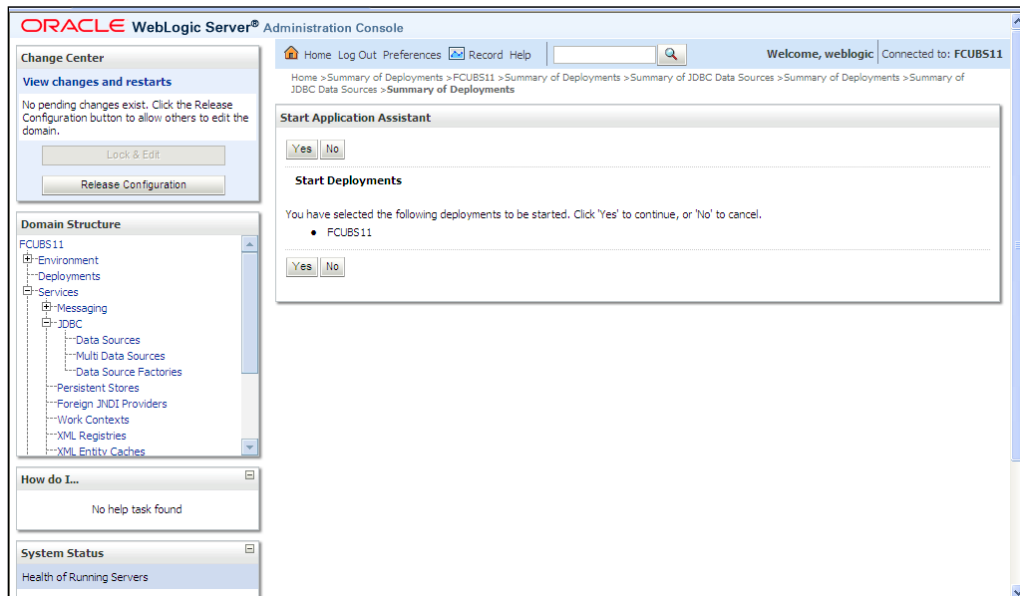 ORACLE WebLogic Server® Administration Console
Change Center
View changes and restarts
No pending changes exist. Click the Release
Configuration button to allow others to edit the
domain.
Lock & Edit
Release Configuration
Domain Structure
FCUBS11
Environment
Deployments
Services
Messaging
JDBC
Data Sources
Multi Data Sources
Data Source Factories
Persistent Stores
Foreign JNDI Providers
Work Contexts
XML Registries
XML Entity Caches
How do I...
No help task found
System Status
Health of Running Servers
Home Log Out Preferences Record Help
Welcome, weblogic Connected to: FCUBS11
Home >Summary of Deployments >FCUBS11 >Summary of Deployments >Summary of JDBC Data Sources >Summary of Deployments >Summary of
JDBC Data Sources >Summary of Deployments
Start Application Assistant
Yes No
Start Deployments
You have selected the following deployments to be started. Click 'Yes' to continue, or 'No' to cancel.
• FCUBS11
Yes No